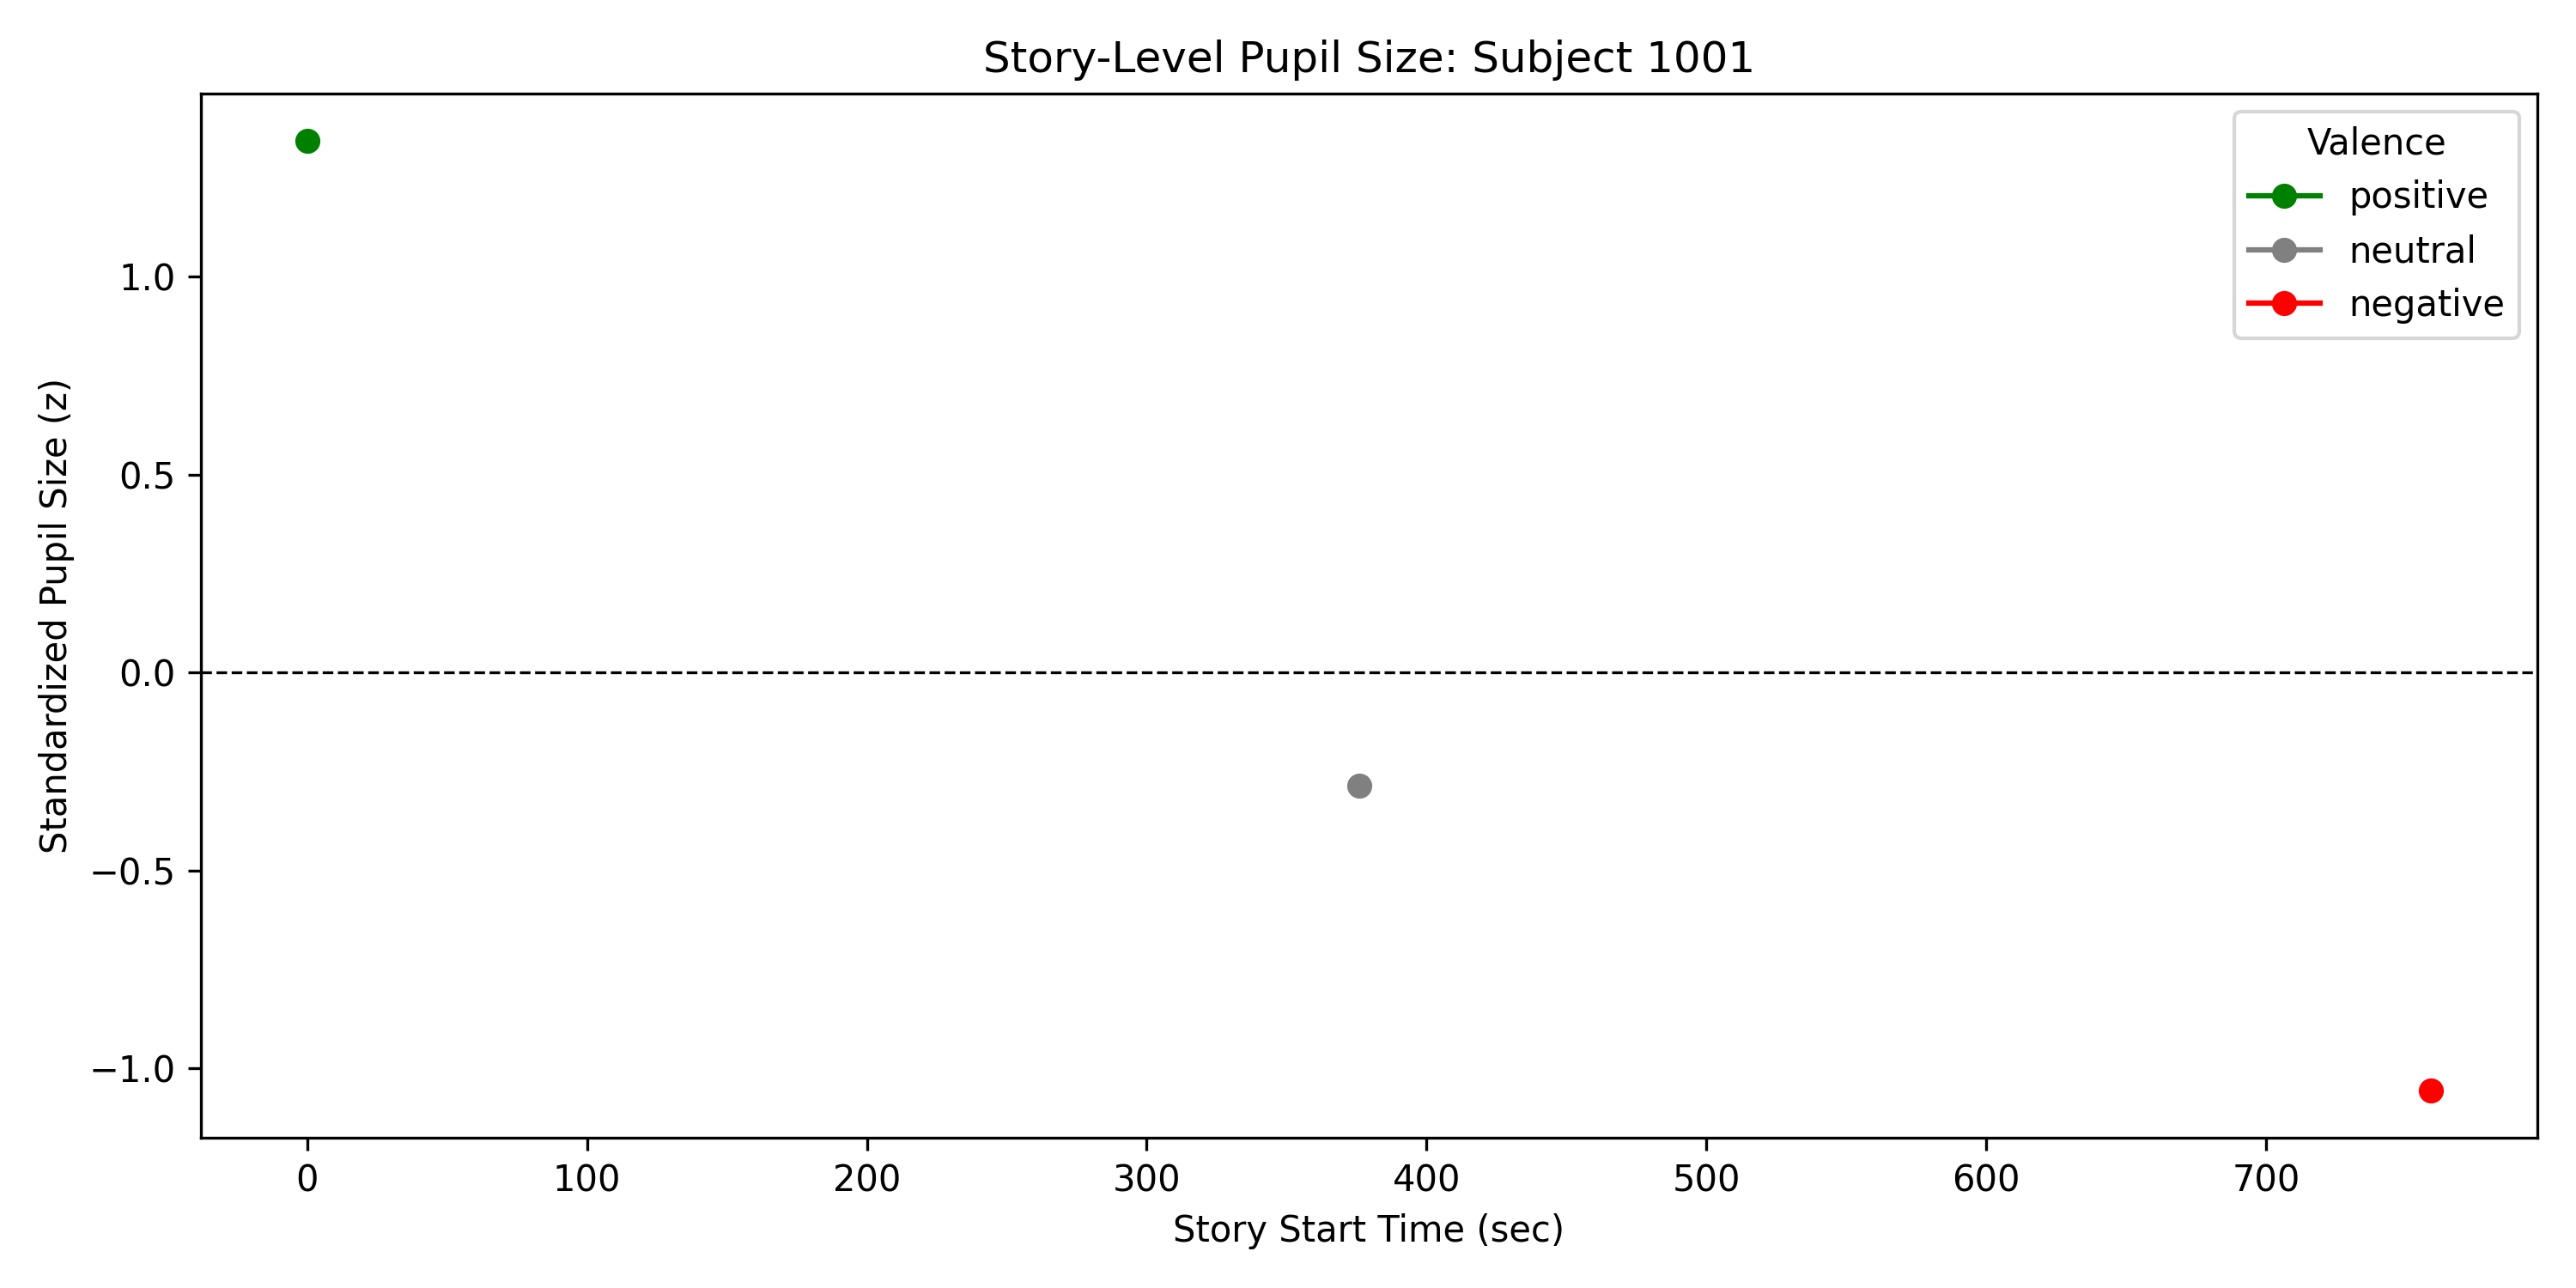 Story-Level Pupil Size: Subject 1001
Valence
positive
neutral
negative
Standardized Pupil Size (z)
1.0
0.5
0.0
−0.5
−1.0
0 100 200 300 400 500 600 700
Story Start Time (sec)